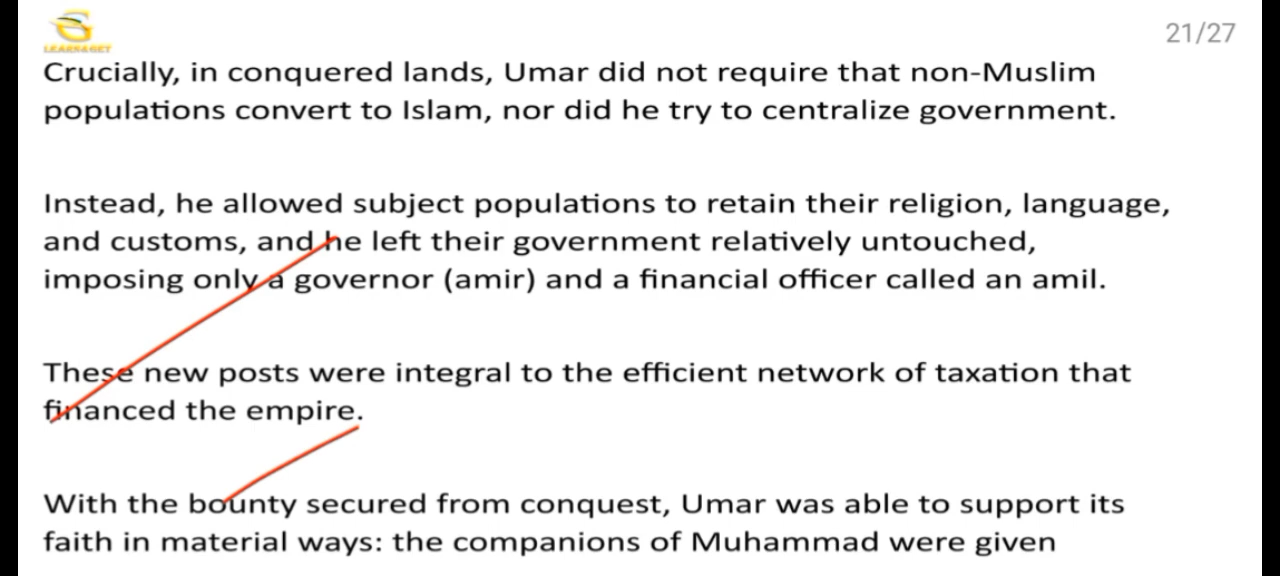 LEARN&GET
21/27
Crucially, in conquered lands, Umar did not require that non-Muslim
populations convert to Islam, nor did he try to centralize government.
Instead, he allowed subject populations to retain their religion, language,
and customs, and he left their government relatively untouched,
imposing only a governor (amir) and a financial officer called an amil.
These new posts were integral to the efficient network of taxation that
financed the empire.
With the bounty secured from conquest, Umar was able to support its
faith in material ways: the companions of Muhammad were given